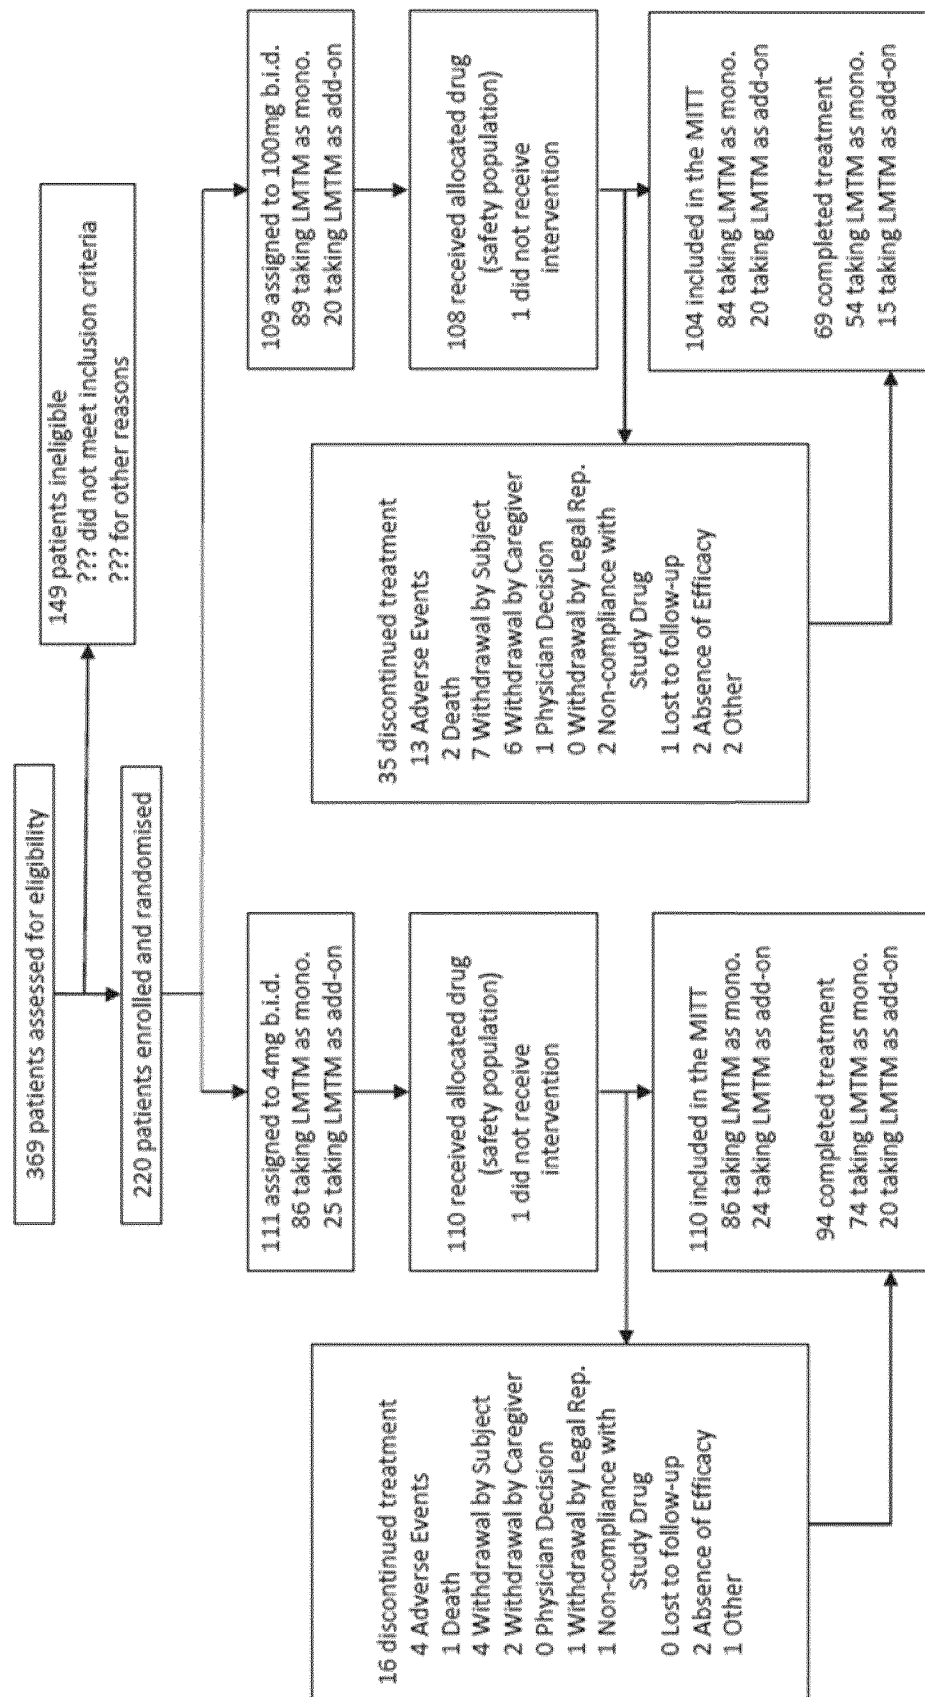 369 patients assessed for eligibility
149 patients ineligible
??? did not meet inclusion criteria
??? for other reasons
220 patients enrolled and randomised
111 assigned to 4mg b.i.d.
86 taking LMTM as mono.
25 taking LMTM as add-on
109 assigned to 100mg b.i.d.
89 taking LMTM as mono.
20 taking LMTM as add-on
110 received allocated drug
(safety population)
1 did not receive
intervention
108 received allocated drug
(safety population)
1 did not receive
intervention
16 discontinued treatment
4 Adverse Events
1 Death
4 Withdrawal by Subject
2 Withdrawal by Caregiver
0 Physician Decision
1 Withdrawal by Legal Rep.
1 Non-compliance with
Study Drug
0 Lost to follow-up
2 Absence of Efficacy
1 Other
35 discontinued treatment
13 Adverse Events
2 Death
7 Withdrawal by Subject
6 Withdrawal by Caregiver
1 Physician Decision
0 Withdrawal by Legal Rep.
2 Non-compliance with
Study Drug
1 Lost to follow-up
2 Absence of Efficacy
2 Other
110 included in the MITT
86 taking LMTM as mono.
24 taking LMTM as add-on
94 completed treatment
74 taking LMTM as mono.
20 taking LMTM as add-on
104 included in the MITT
84 taking LMTM as mono.
20 taking LMTM as add-on
69 completed treatment
54 taking LMTM as mono.
15 taking LMTM as add-on